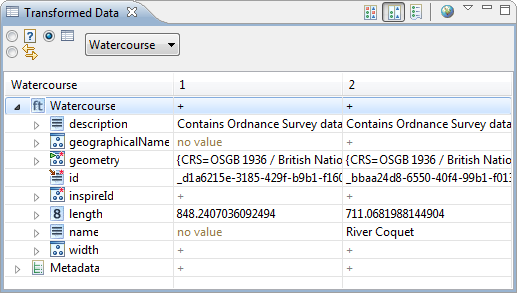 Transformed Data
Watercourse
Watercourse 1 2
ft Watercourse + +
description Contains Ordnance Survey data Contains Ordnance Survey data
geographicalName no value +
geometry {CRS=OSGB 1936 / British Natio {CRS=OSGB 1936 / British Natio
id _d1a6215e-3185-429f-b9b1-f160 _bbaa24d8-6550-40f4-99b1-f013
inspireId + +
8 length 848.2407036092494 711.0681988144904
name no value River Coquet
width + +
Metadata + +